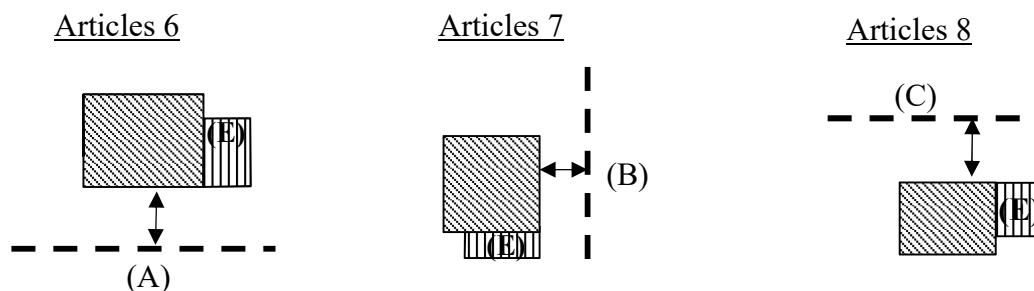 Articles 6
Articles 7
Articles 8
(E)
(A)
(B)
(E)
(C)
(E)